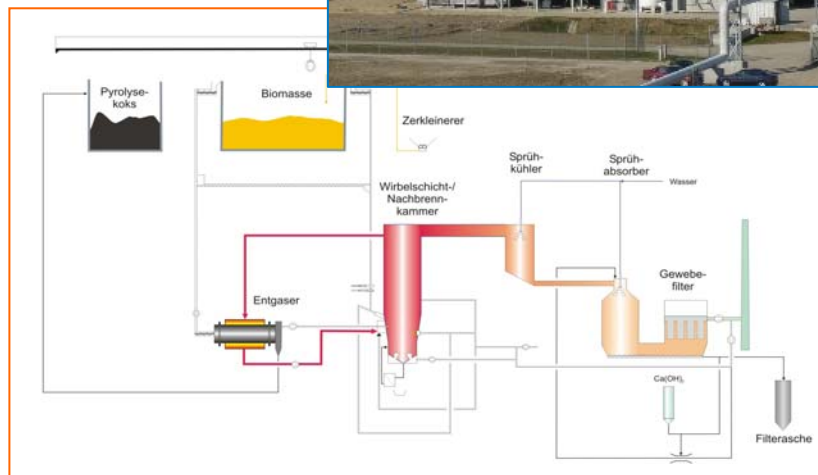 Pyrolyse-
koks
Biomasse
Zerkleinerer
Sprüh-
kühler
Sprüh-
absorber
Wasser
Wirbelschicht-/
Nachbrenn-
kammer
Gewebe-
filter
Entgaser
Ca(OH)₂
Filterasche